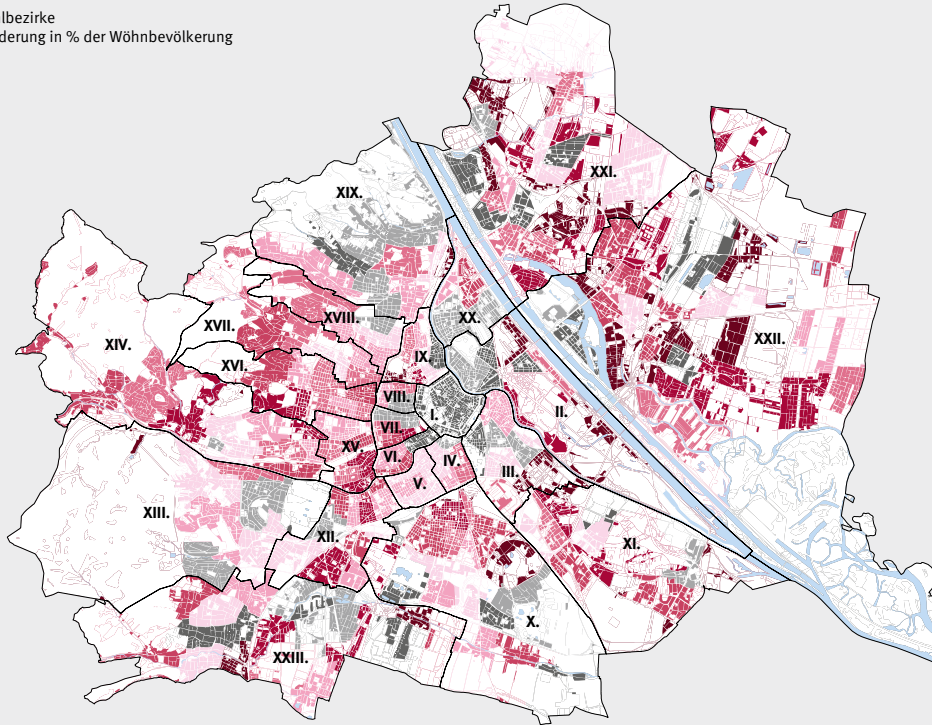 lbezirke
derung in % der Wöhnbevölkerung
XXI.
XIX.
XX.
XVIII.
XVII.
XIV.
XXII.
IX.
XVI.
VIII.
I.
II.
VII.
XV.
VI.
IV.
III.
V.
XIII.
XII.
XI.
X.
XXIII.